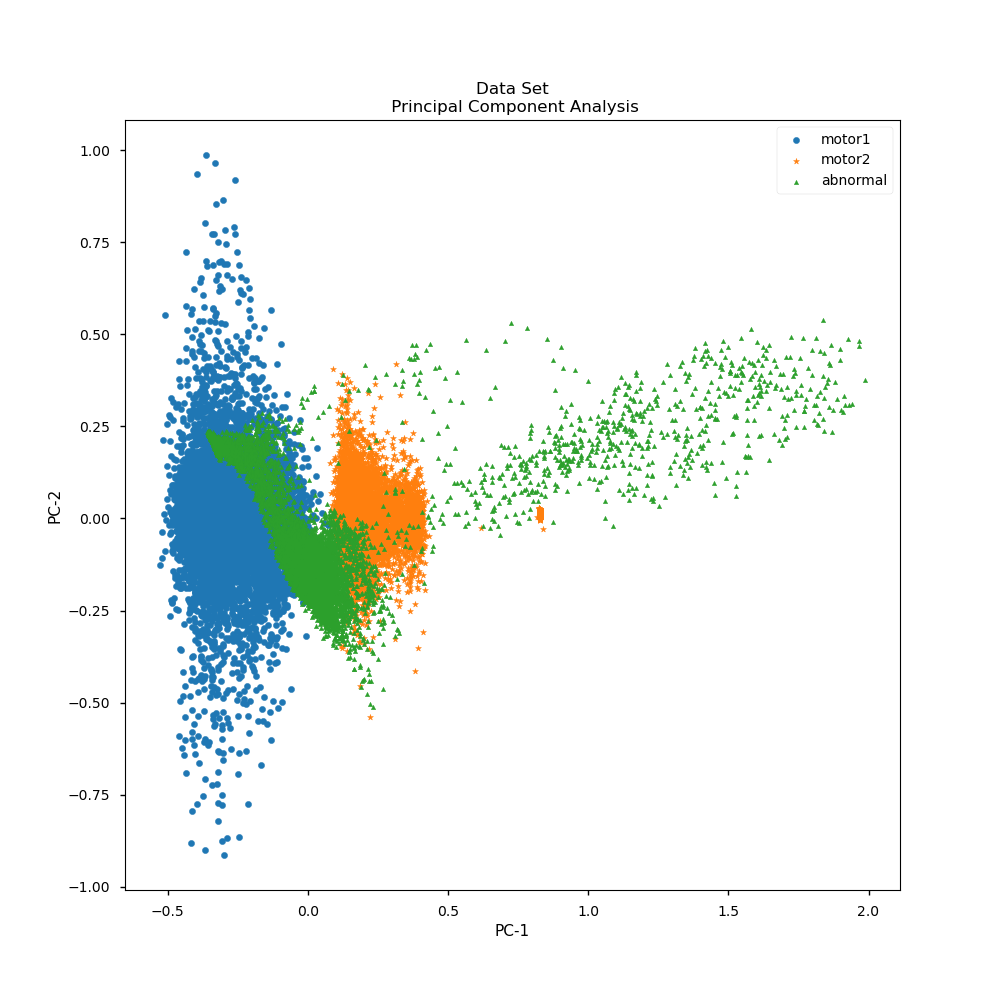 Data Set
Principal Component Analysis
motor1
motor2
abnormal
1.00
0.75
0.50
0.25
0.00
−0.25
−0.50
−0.75
−1.00
PC-2
−0.5
0.0
0.5
1.0
1.5
2.0
PC-1